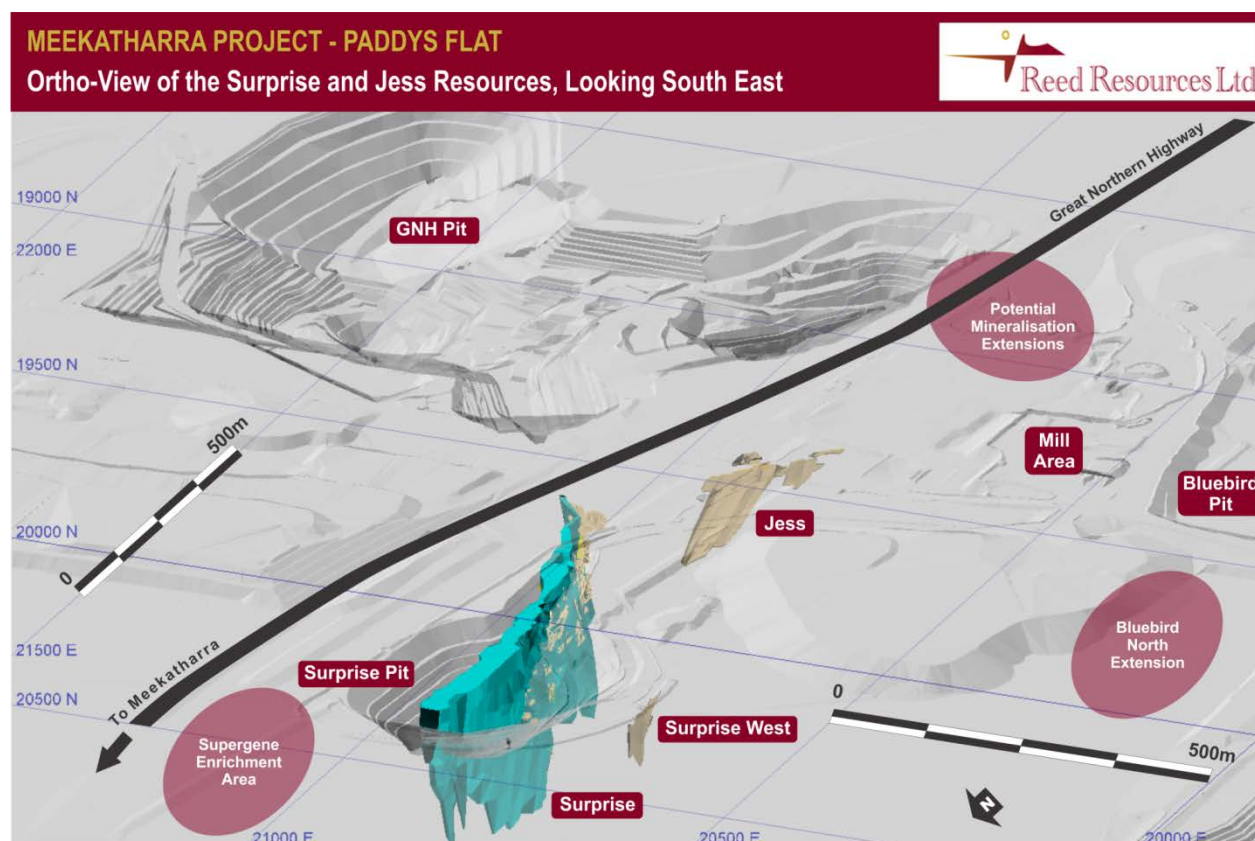 MEEKATHARRA PROJECT - PADDYS FLAT
Ortho-View of the Surprise and Jess Resources, Looking South East
Reed Resources Ltd
Great Northern Highway
19000 N
GNH Pit
22000 E
Potential
Mineralisation
Extensions
19500 N
500m
Mill
Area
Bluebird
Pit
Jess
20000 N
0
Bluebird
North
Extension
21500 E
To Meekatharra
Surprise Pit
20500 N
0
Surprise West
500m
Supergene
Enrichment
Area
Surprise
N
21000 E
20500 E
20000 E